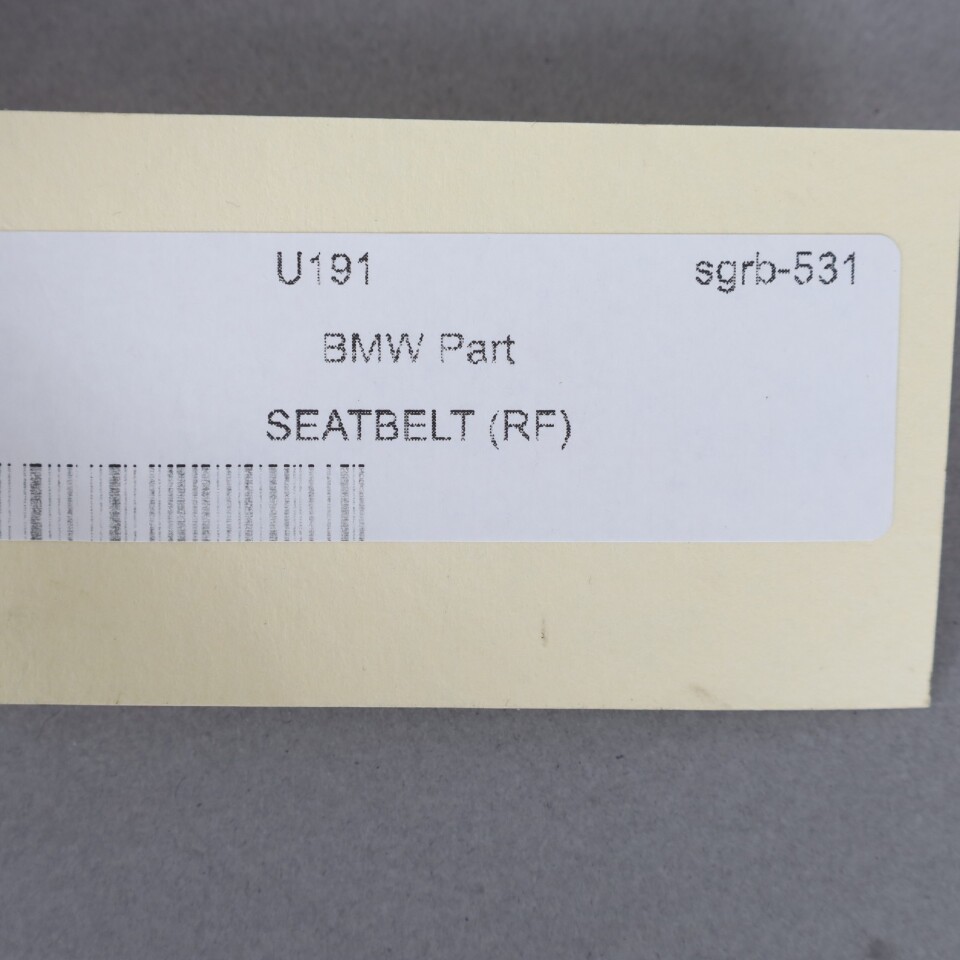 U191 sgrb-531
BMW Part
SEATBELT (RF)